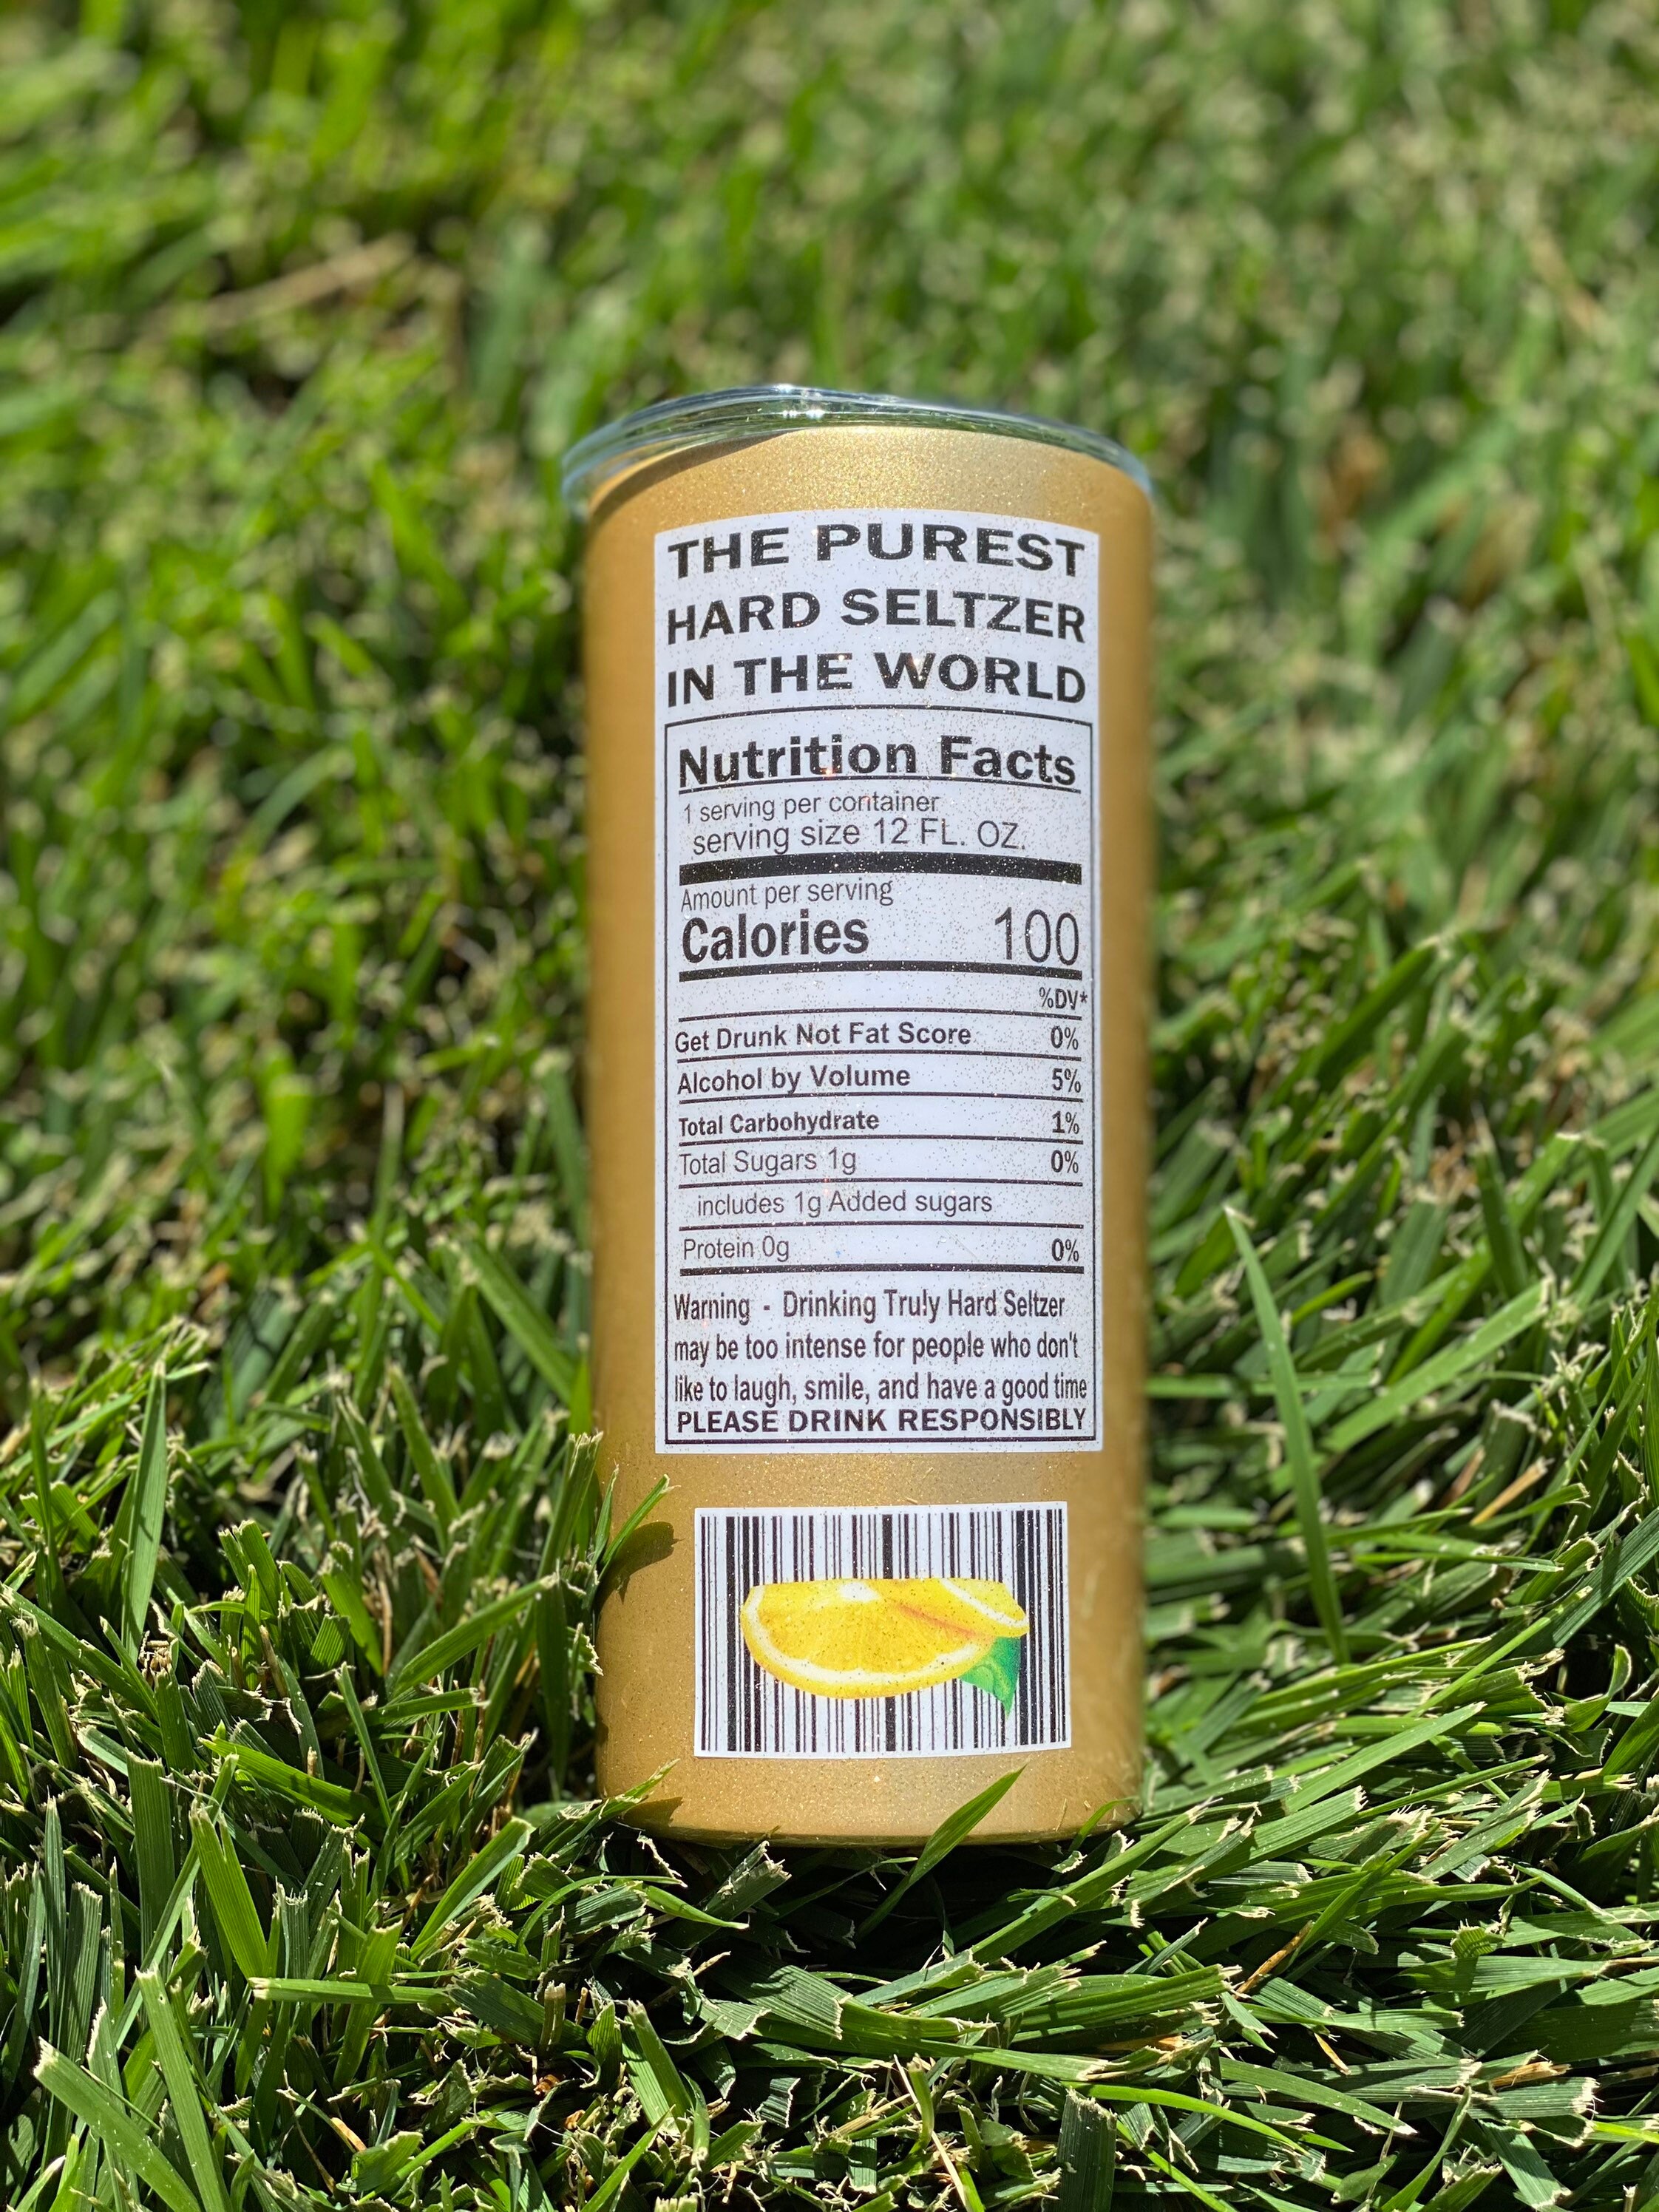 THE PUREST
HARD SELTZER
IN THE WORLD
Nutrition Facts
1 serving per container
serving size 12 FL. OZ.
Amount per serving
Calories 100
%DV*
Get Drunk Not Fat Score 0%
Alcohol by Volume 5%
Total Carbohydrate 1%
Total Sugars 1g 0%
includes 1g Added sugars
Protein 0g 0%
Warning - Drinking Truly Hard Seltzer
may be too intense for people who don't
like to laugh, smile, and have a good time
PLEASE DRINK RESPONSIBLY